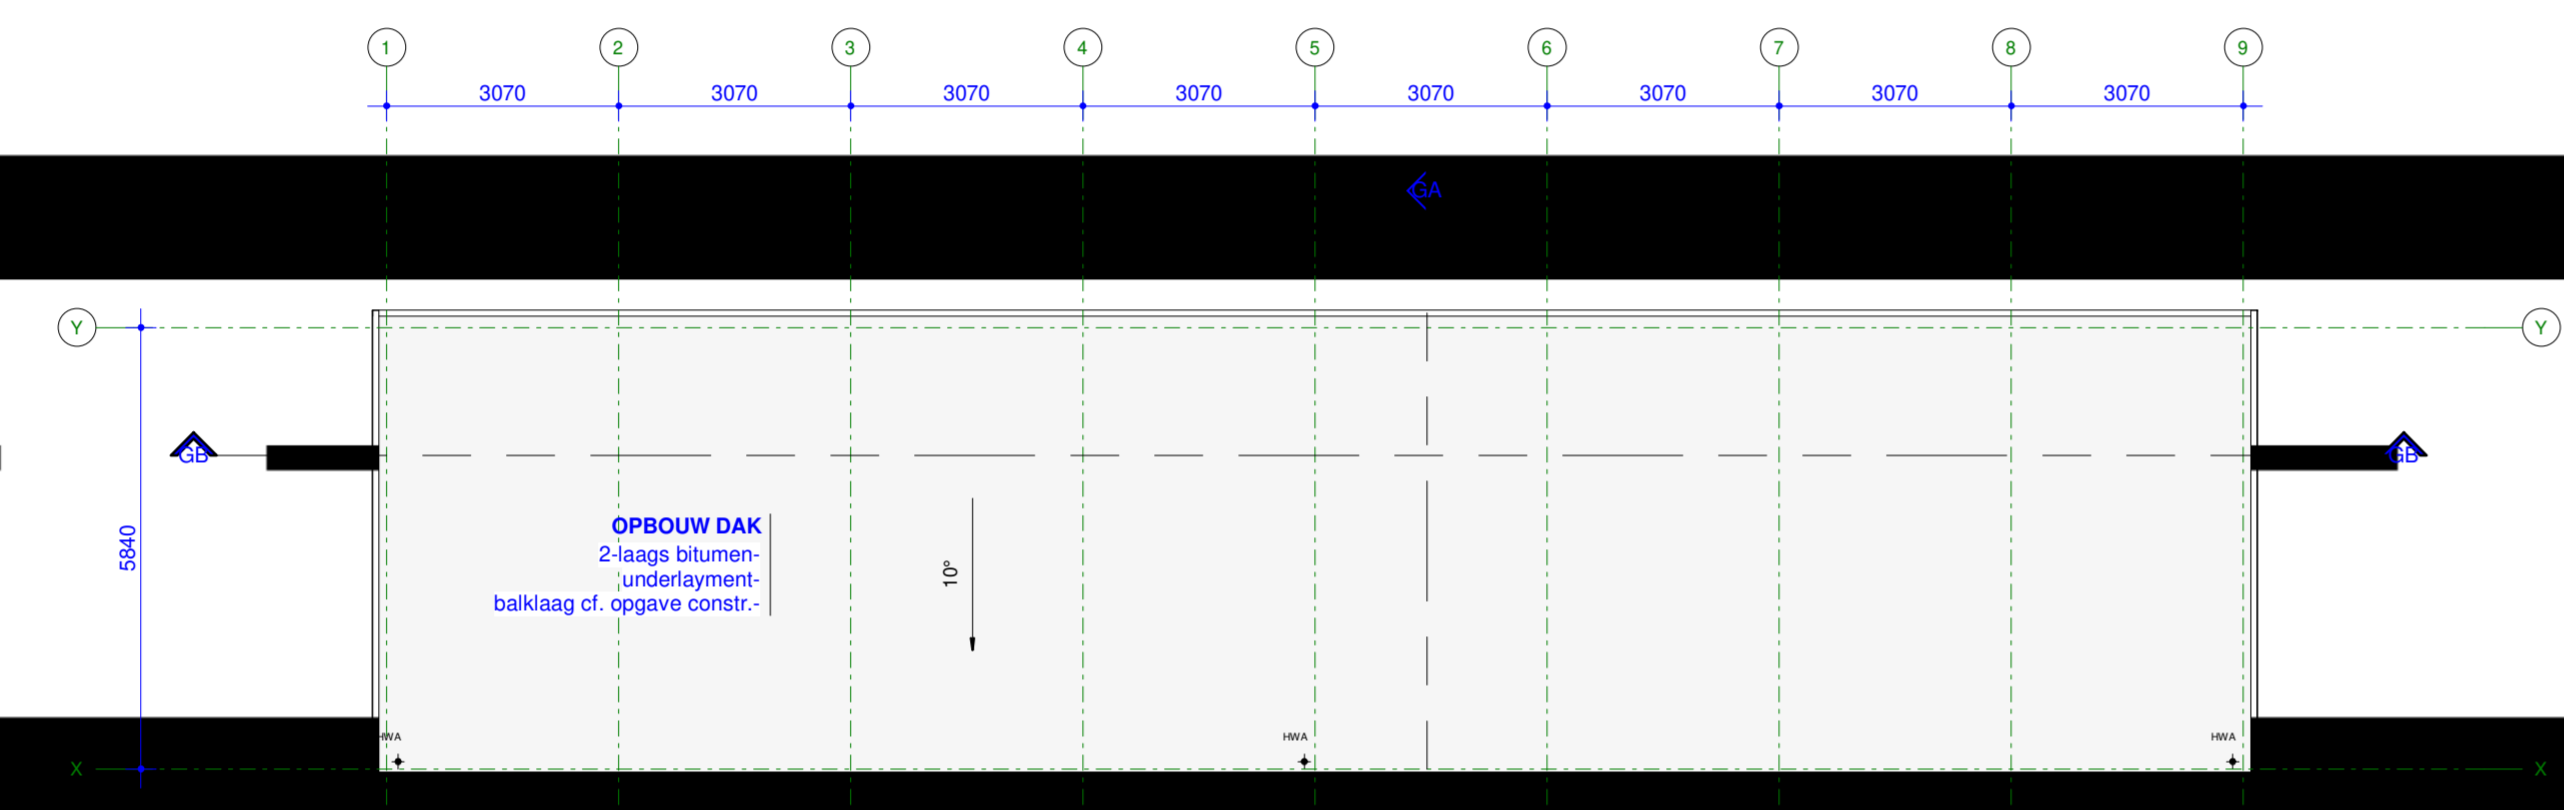 1 2 3 4 5 6 7 8 9
3070 3070 3070 3070 3070 3070 3070 3070
GA
Y Y
GB GB
5840
OPBOUW DAK
2-laags bitumen-
underlayment-
balklaag cf. opgave constr.-
10°
HWA HWA HWA
X X